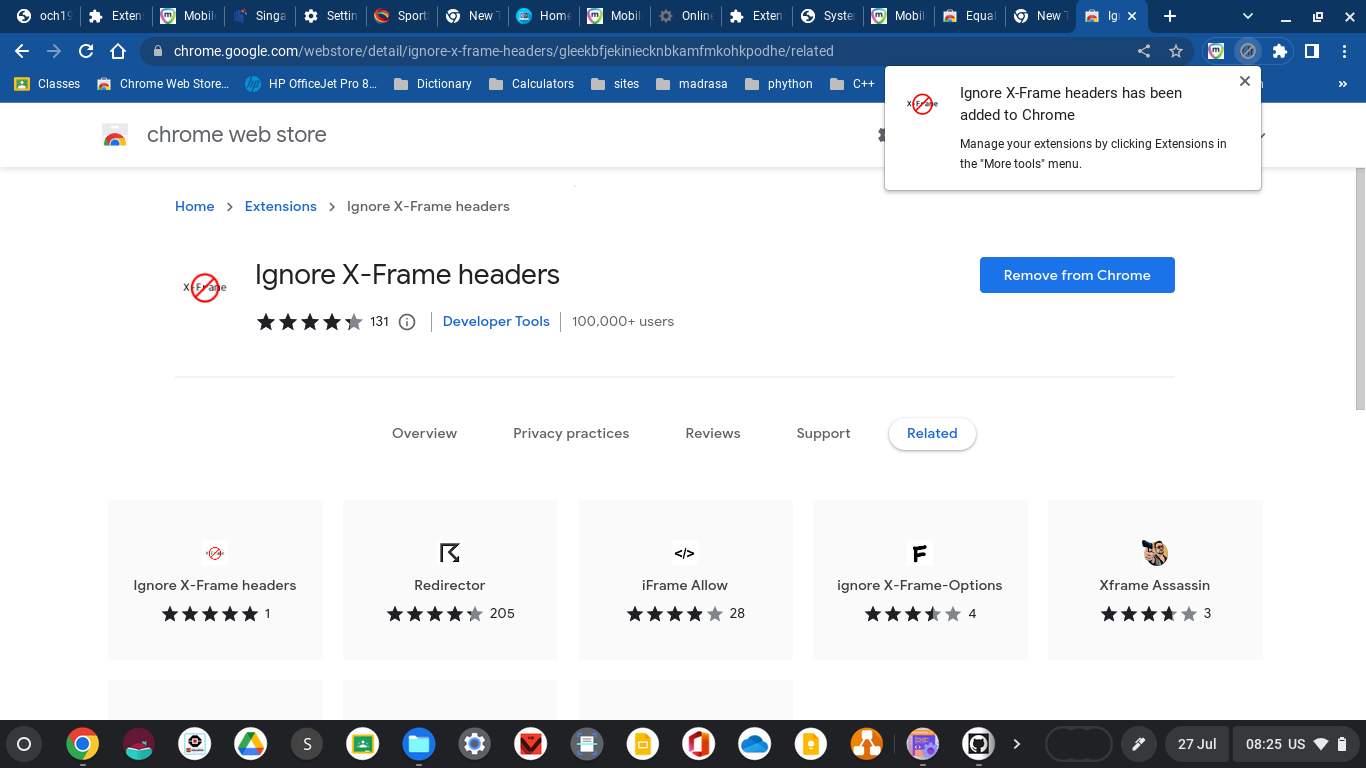 och19
Exten
Mobile
Singa
Settin
Sport
New T
Home
Mobil
Online
Exten
Syste
Mobil
Equal
New T
Ign
chrome.google.com/webstore/detail/ignore-x-frame-headers/gleekbfjekiniecknbkamfmkohkpodhe/related
Classes
Chrome Web Store...
HP OfficeJet Pro 8...
Dictionary
Calculators
sites
madrasa
phython
C++
Ignore X-Frame headers has been
added to Chrome
Manage your extensions by clicking Extensions in
the "More tools" menu.
chrome web store
Home
Extensions
Ignore X-Frame headers
X-Frame
Ignore X-Frame headers
Remove from Chrome
131
Developer Tools
100,000+ users
Overview
Privacy practices
Reviews
Support
Related
Ignore X-Frame headers
1
Redirector
205
</>
iFrame Allow
28
F
ignore X-Frame-Options
4
Xframe Assassin
3
S
27 Jul
08:25 US